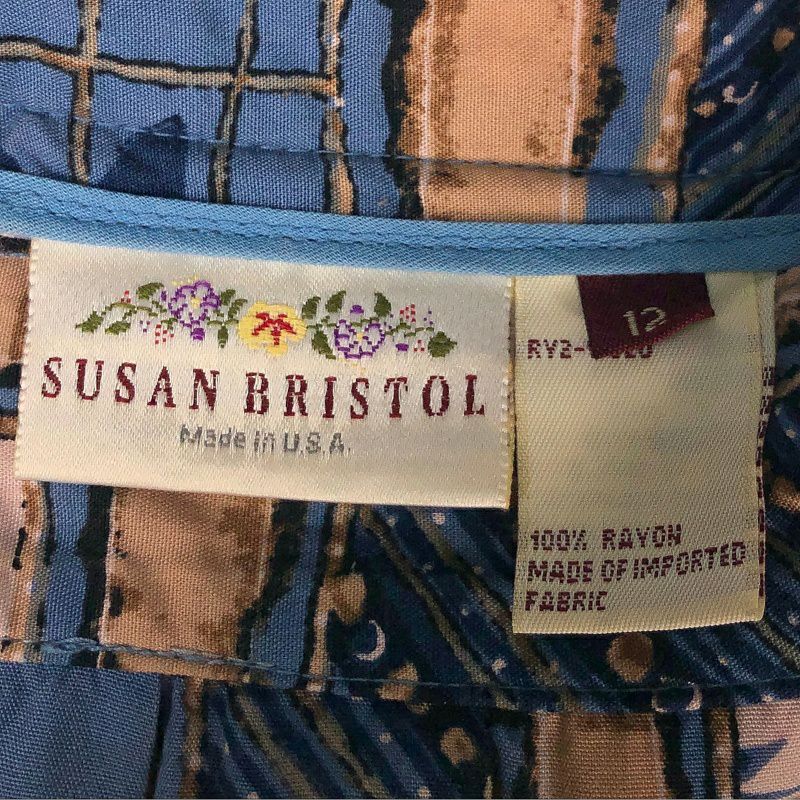 SUSAN BRISTOL
Made in U.S.A.
12
100% RAYON
MADE OF IMPORTED
FABRIC